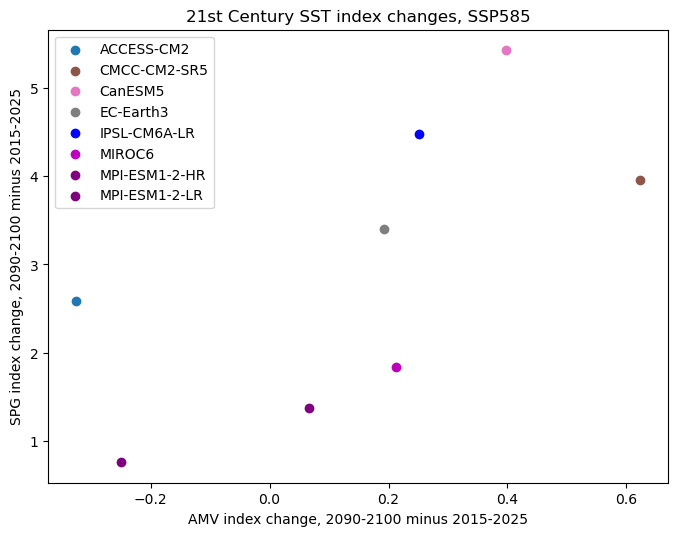 21st Century SST index changes, SSP585
ACCESS-CM2
CMCC-CM2-SR5
CanESM5
EC-Earth3
IPSL-CM6A-LR
MIROC6
MPI-ESM1-2-HR
MPI-ESM1-2-LR
SPG index change, 2090-2100 minus 2015-2025
5
4
3
2
1
−0.2
0.0
0.2
0.4
0.6
AMV index change, 2090-2100 minus 2015-2025